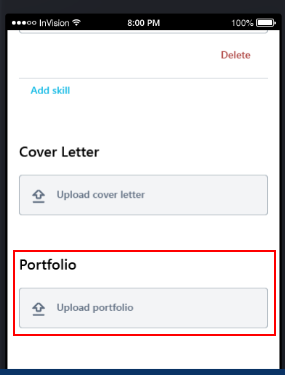 InVision 8:00 PM 100%
Delete
Add skill
Cover Letter
Upload cover letter
Portfolio
Upload portfolio